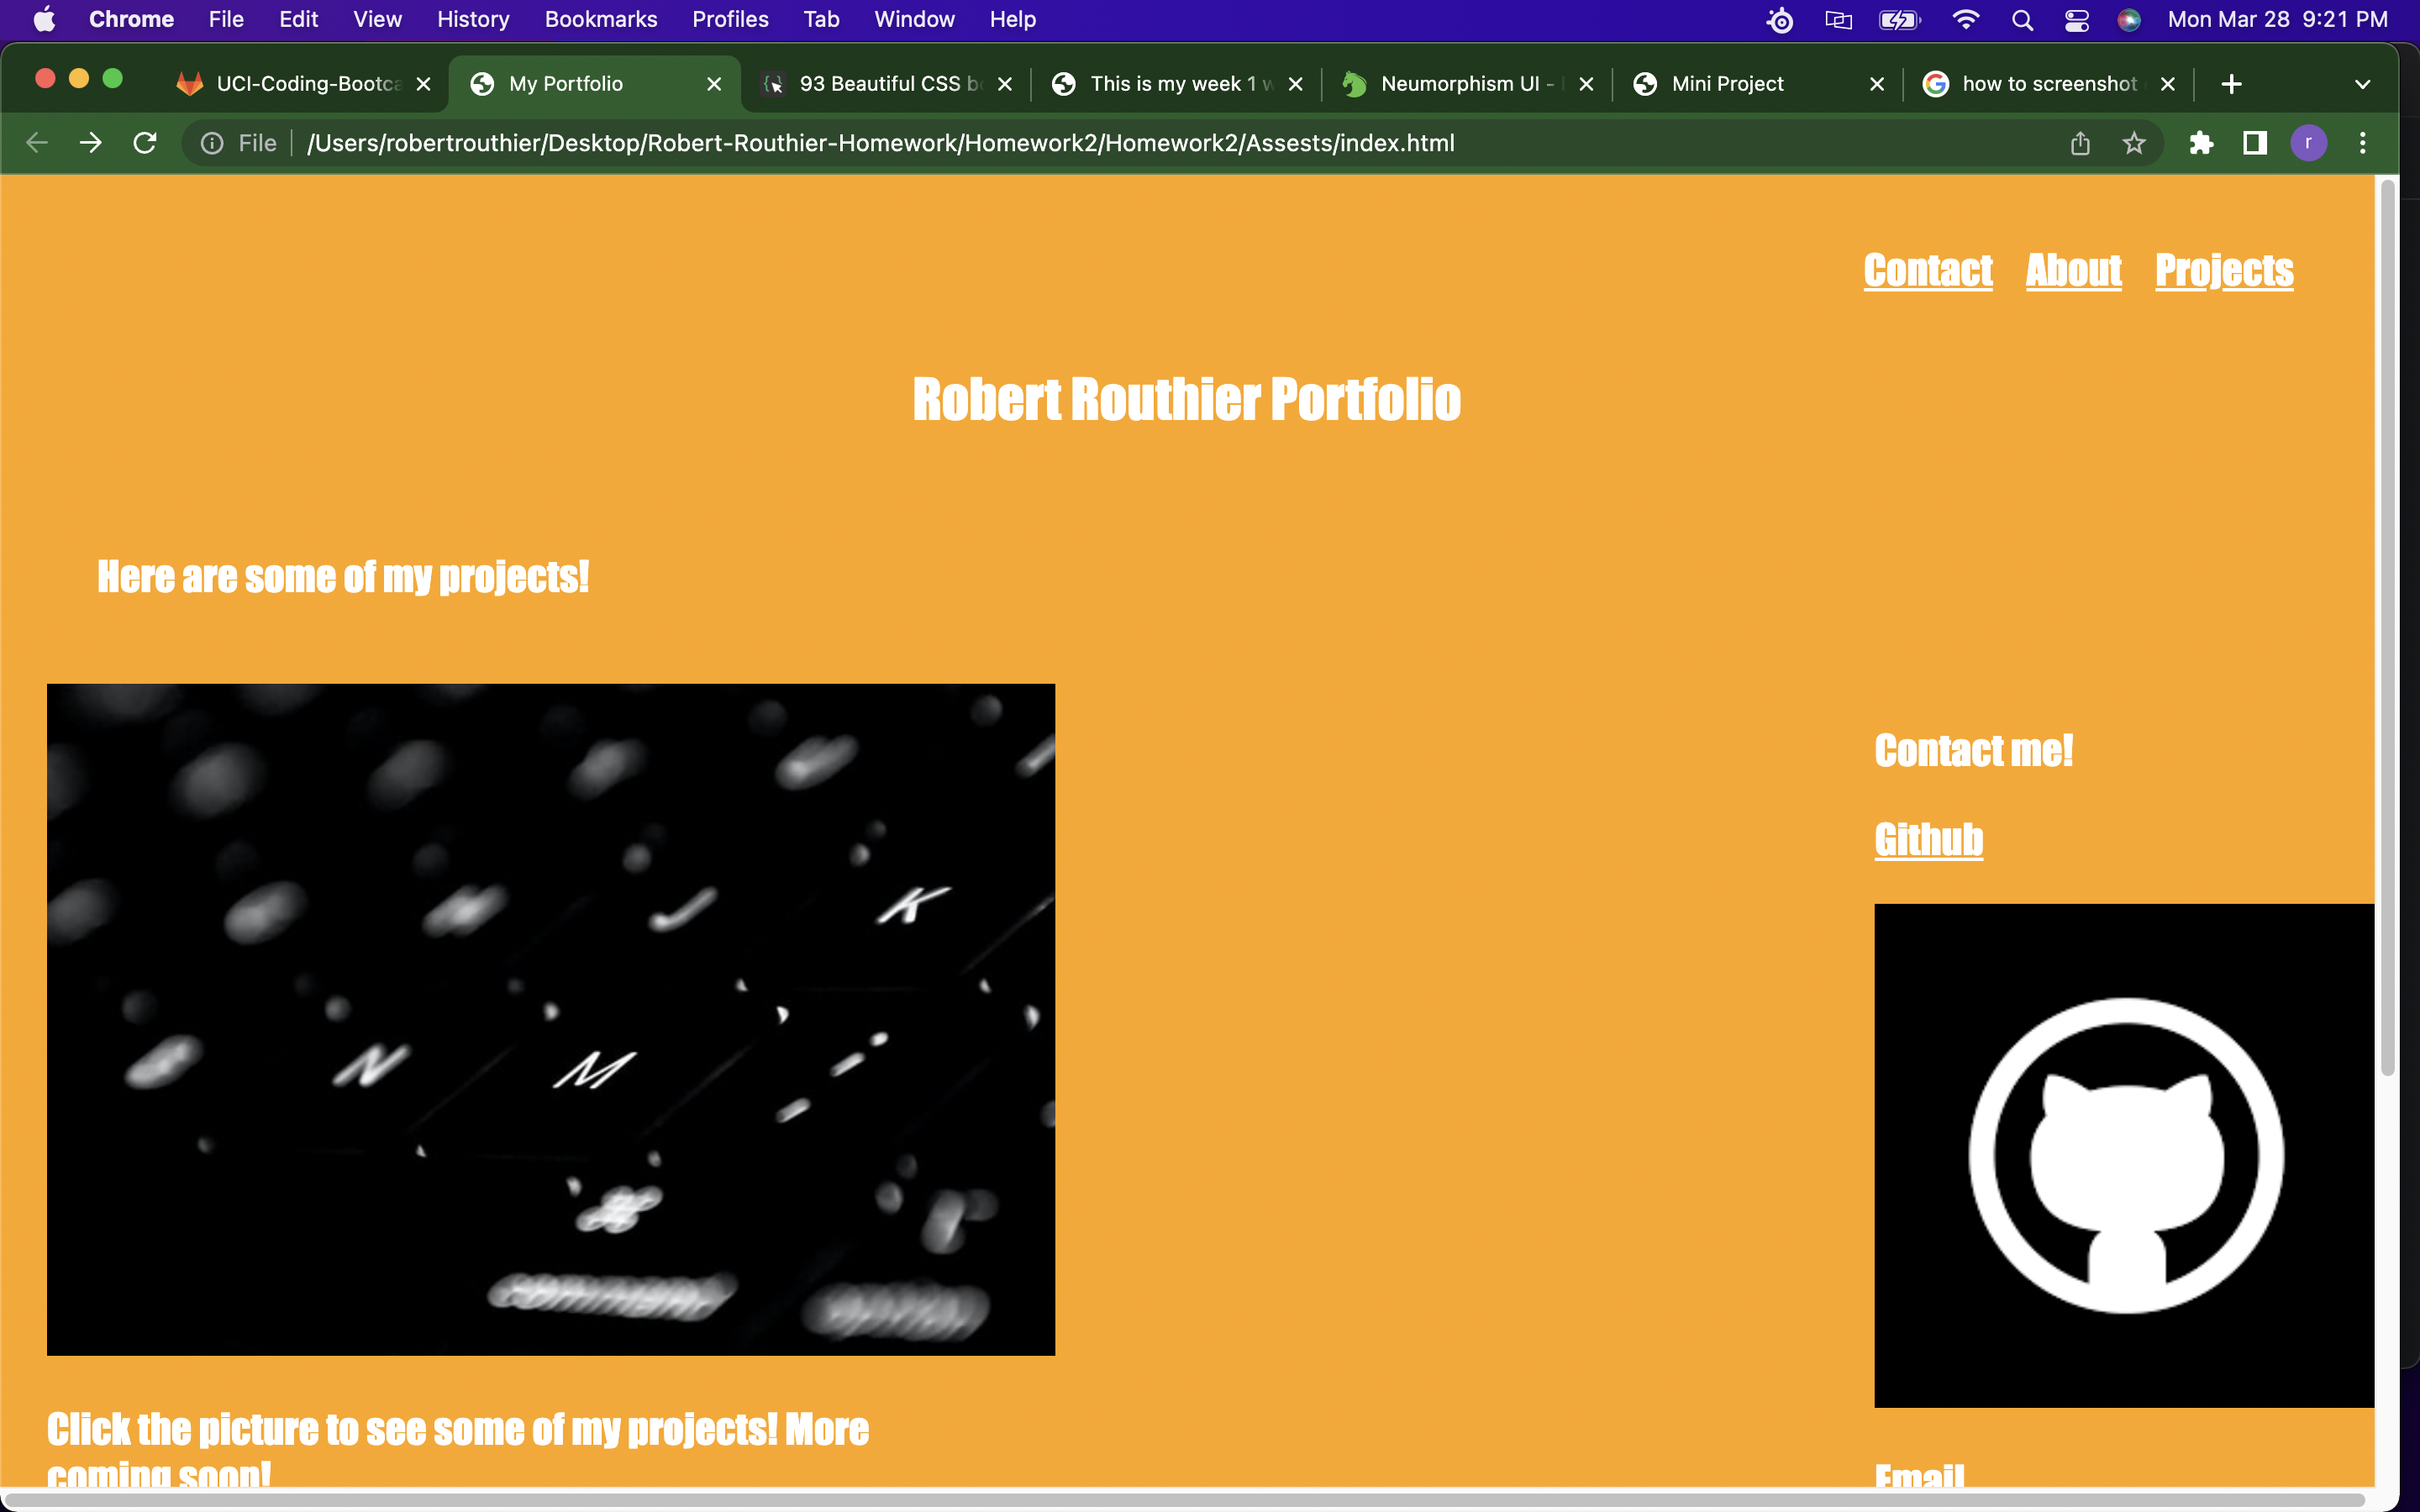 Chrome File Edit View History Bookmarks Profiles Tab Window Help Mon Mar 28 9:21 PM
UCI-Coding-Bootca My Portfolio 93 Beautiful CSS b This is my week 1 w Neumorphism UI - Mini Project how to screenshot
File /Users/robertrouthier/Desktop/Robert-Routhier-Homework/Homework2/Homework2/Assests/index.html r
Contact About Projects
Robert Routhier Portfolio
Here are some of my projects!
Contact me!
Github
J K
N M
Click the picture to see some of my projects! More
coming soon!
Email